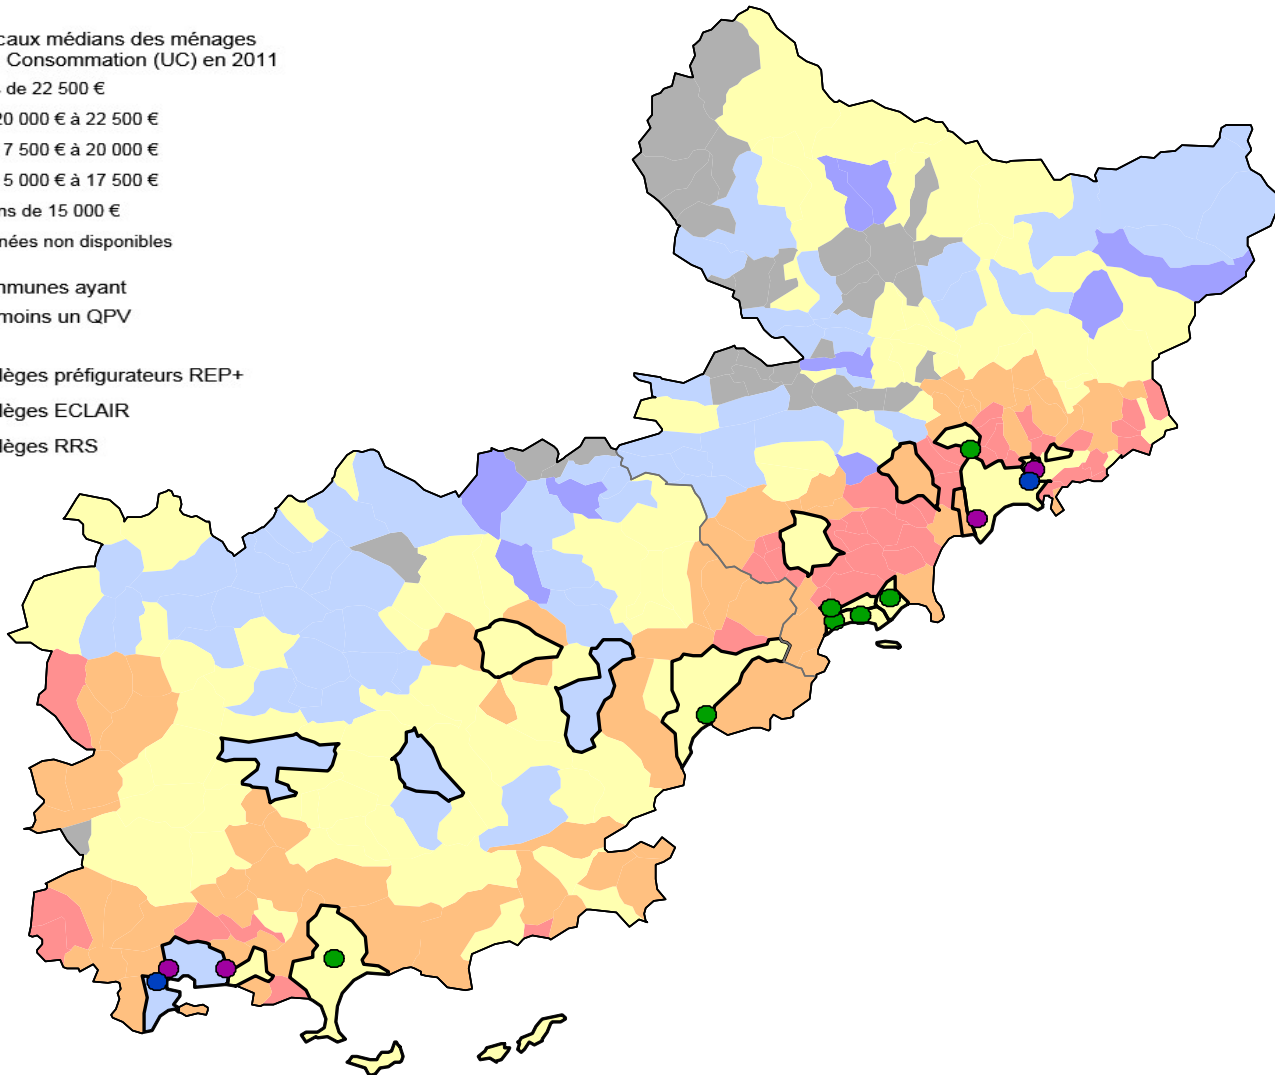 caux médians des ménages
Consommation (UC) en 2011
de 22 500 €
20 000 € à 22 500 €
7 500 € à 20 000 €
5 000 € à 17 500 €
ns de 15 000 €
nées non disponibles
mmunes ayant
moins un QPV
lèges préfigurateurs REP+
lèges ECLAIR
lèges RRS